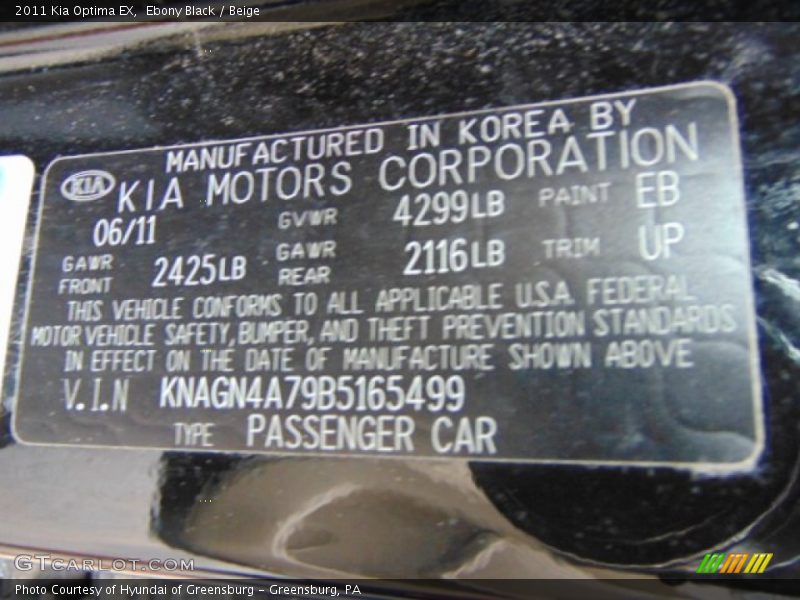 2011 Kia Optima EX,  Ebony Black / Beige
MANUFACTURED IN KOREA BY
KIA KIA MOTORS CORPORATION
06/11 GVWR 4299LB PAINT EB
GAWR FRONT 2425LB GAWR REAR 2116LB TRIM UP
THIS VEHICLE CONFORMS TO ALL APPLICABLE U.S.A. FEDERAL
MOTOR VEHICLE SAFETY, BUMPER, AND THEFT PREVENTION STANDARDS
IN EFFECT ON THE DATE OF MANUFACTURE SHOWN ABOVE
V.I.N KNAGN4A79B5165499
TYPE PASSENGER CAR
GTCARLOT.COM
Photo Courtesy of Hyundai of Greensburg – Greensburg, PA